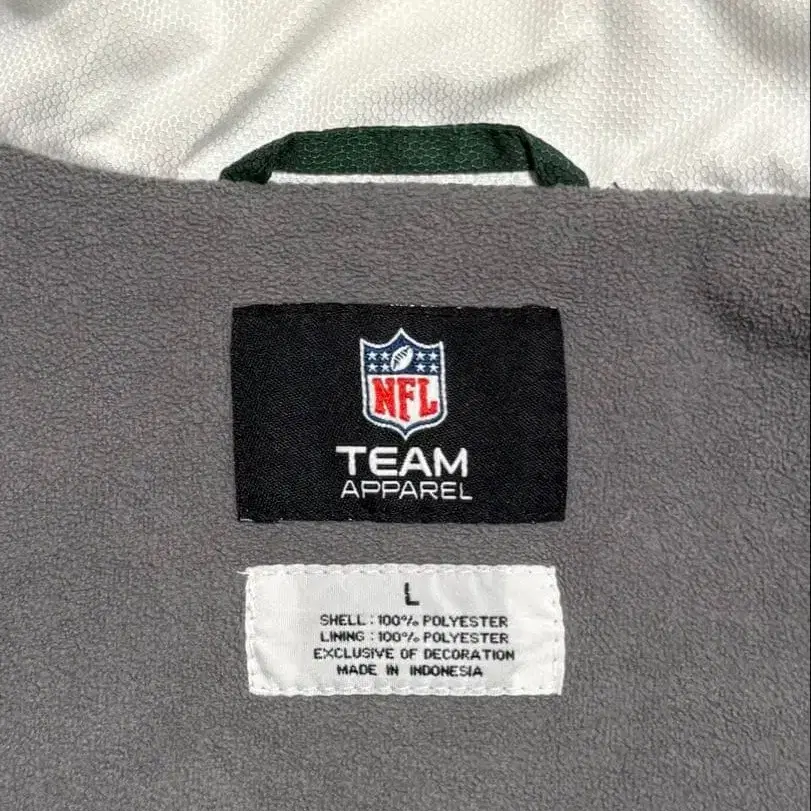 NFL
TEAM
APPAREL
L
SHELL : 100% POLYESTER
LINING : 100% POLYESTER
EXCLUSIVE OF DECORATION
MADE IN INDONESIA